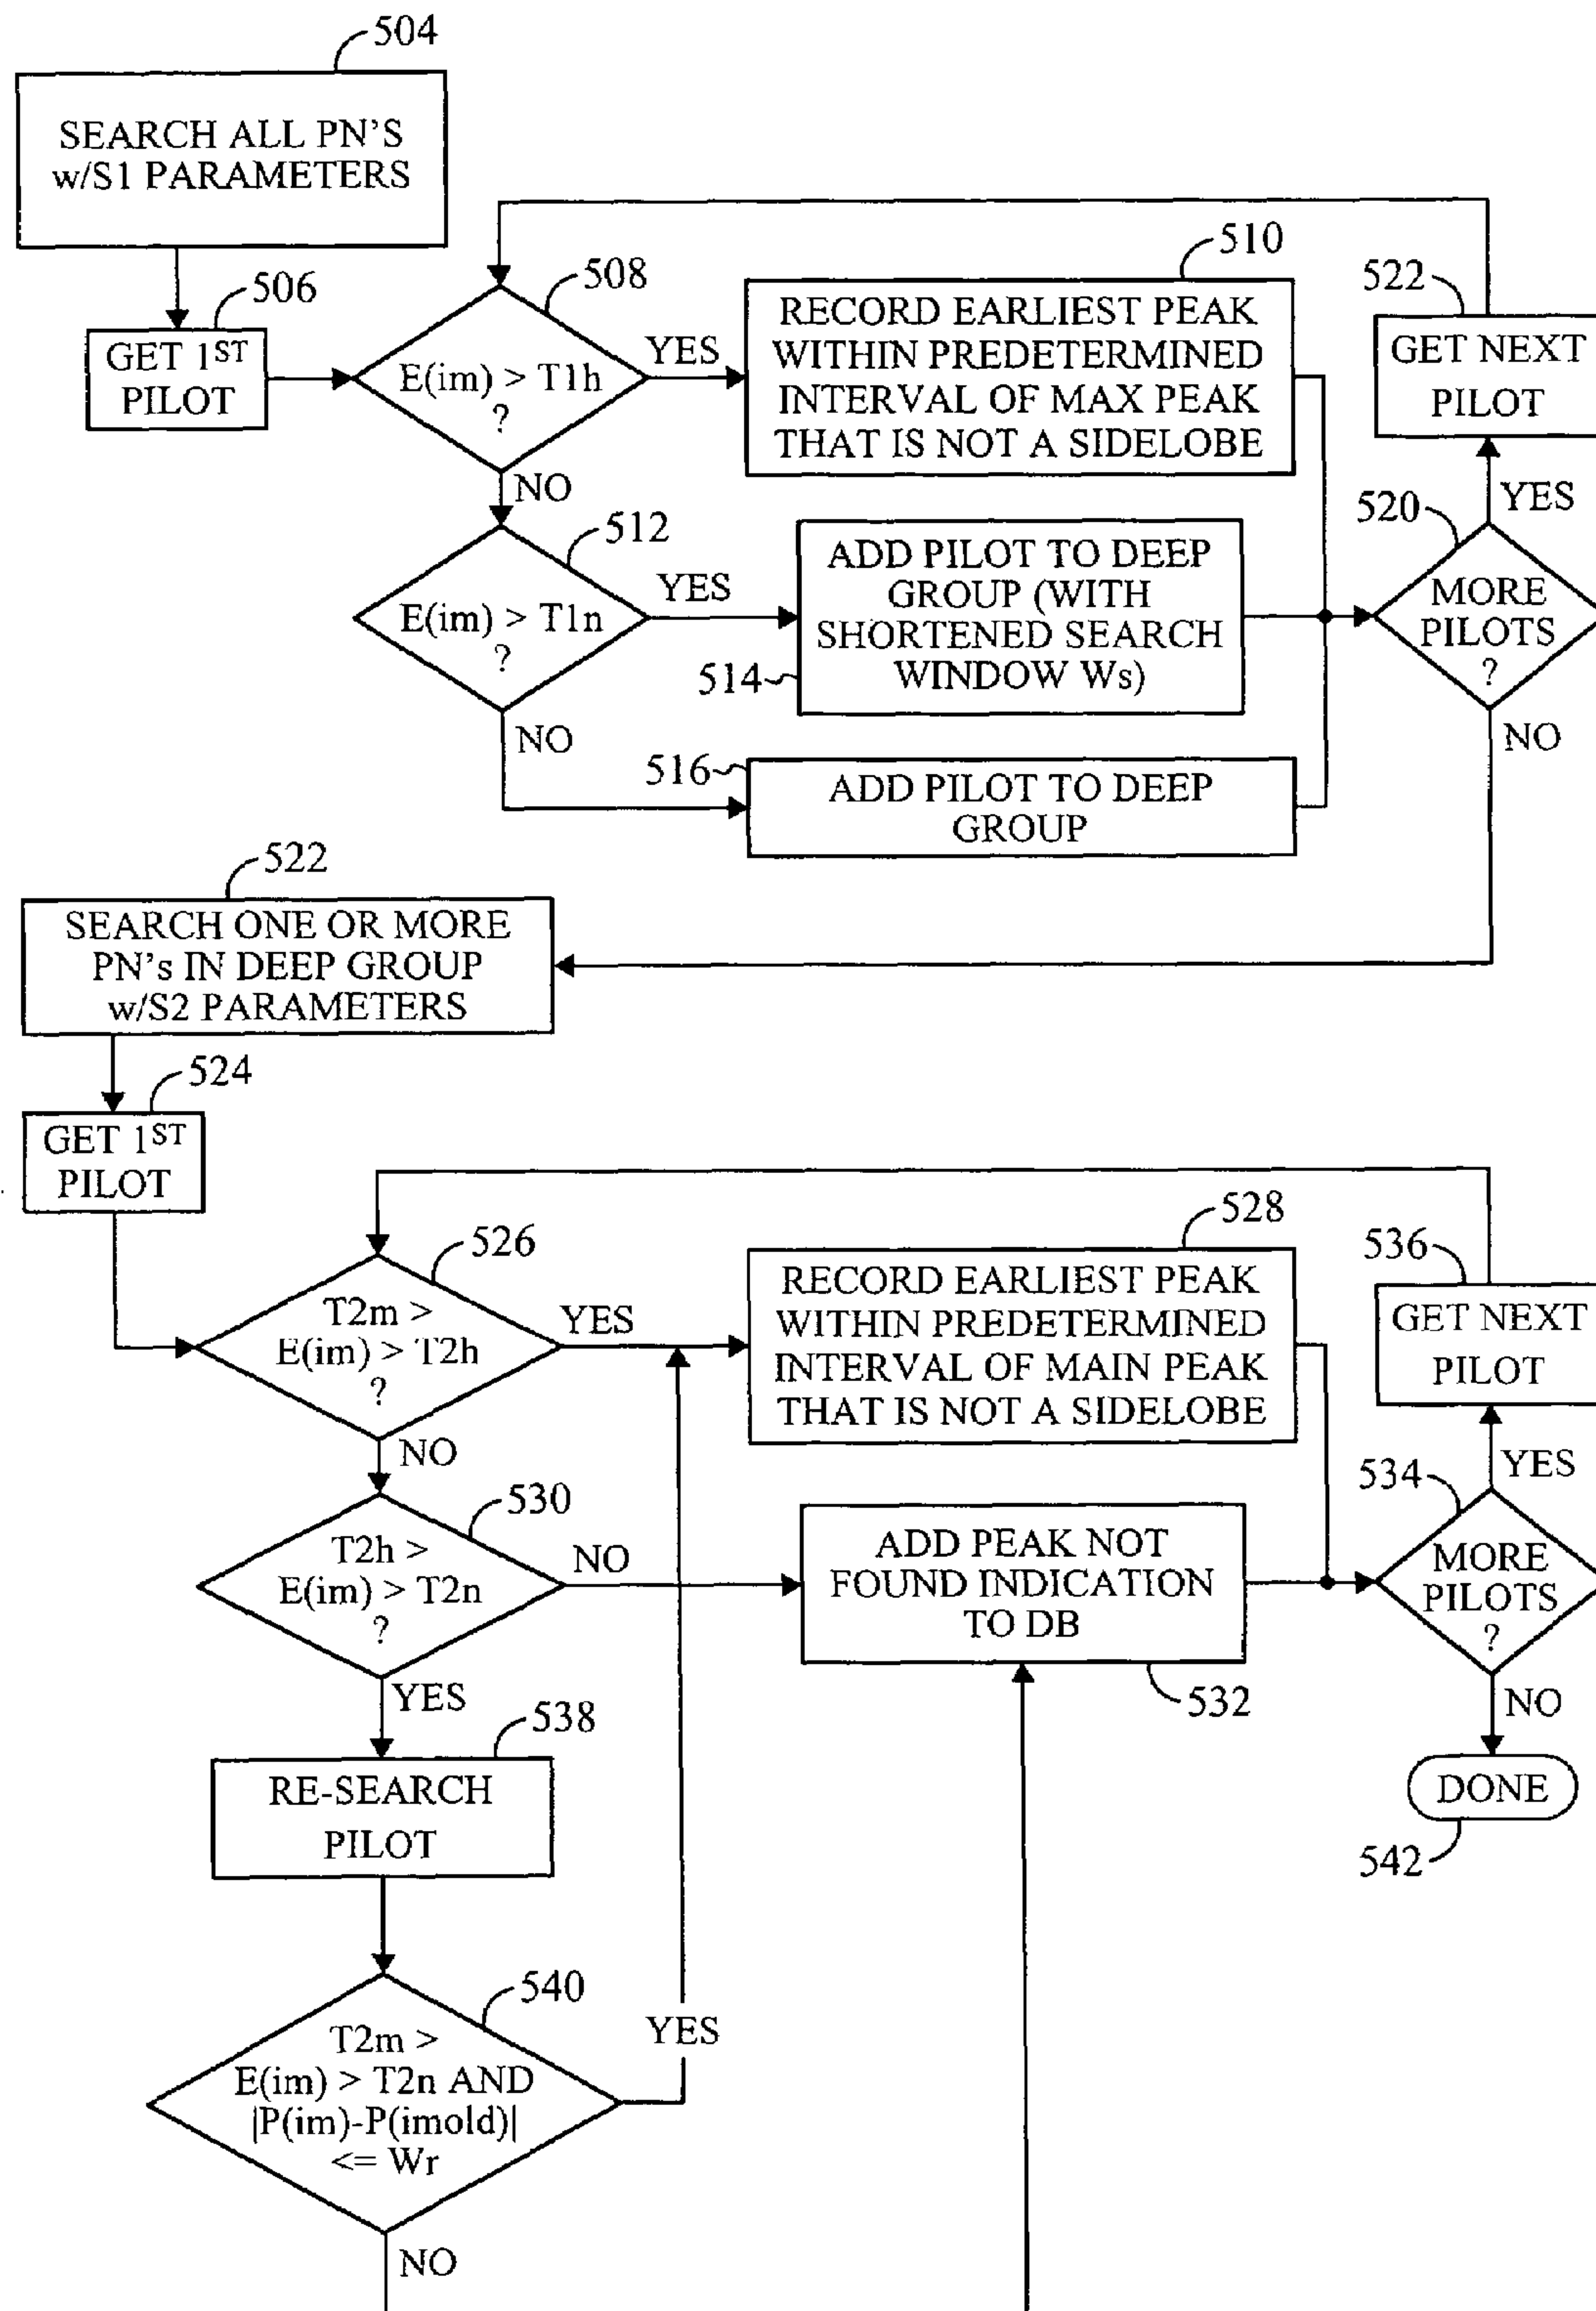 504
SEARCH ALL PN'S
w/S1 PARAMETERS
506
GET 1ST
PILOT
508
E(im) > T1h
?
YES
NO
510
RECORD EARLIEST PEAK
WITHIN PREDETERMINED
INTERVAL OF MAX PEAK
THAT IS NOT A SIDELOBE
522
GET NEXT
PILOT
512
E(im) > T1n
?
YES
NO
ADD PILOT TO DEEP
GROUP (WITH
SHORTENED SEARCH
WINDOW Ws)
514
520
YES
MORE
PILOTS
?
NO
516
ADD PILOT TO DEEP
GROUP
522
SEARCH ONE OR MORE
PN's IN DEEP GROUP
w/S2 PARAMETERS
524
GET 1ST
PILOT
526
T2m >
E(im) > T2h
?
YES
NO
528
RECORD EARLIEST PEAK
WITHIN PREDETERMINED
INTERVAL OF MAIN PEAK
THAT IS NOT A SIDELOBE
536
GET NEXT
PILOT
530
T2h >
E(im) > T2n
?
NO
YES
ADD PEAK NOT
FOUND INDICATION
TO DB
532
534
YES
MORE
PILOTS
?
NO
DONE
542
538
RE-SEARCH
PILOT
540
T2m >
E(im) > T2n AND
|P(im)-P(imold)|
<= Wr
YES
NO